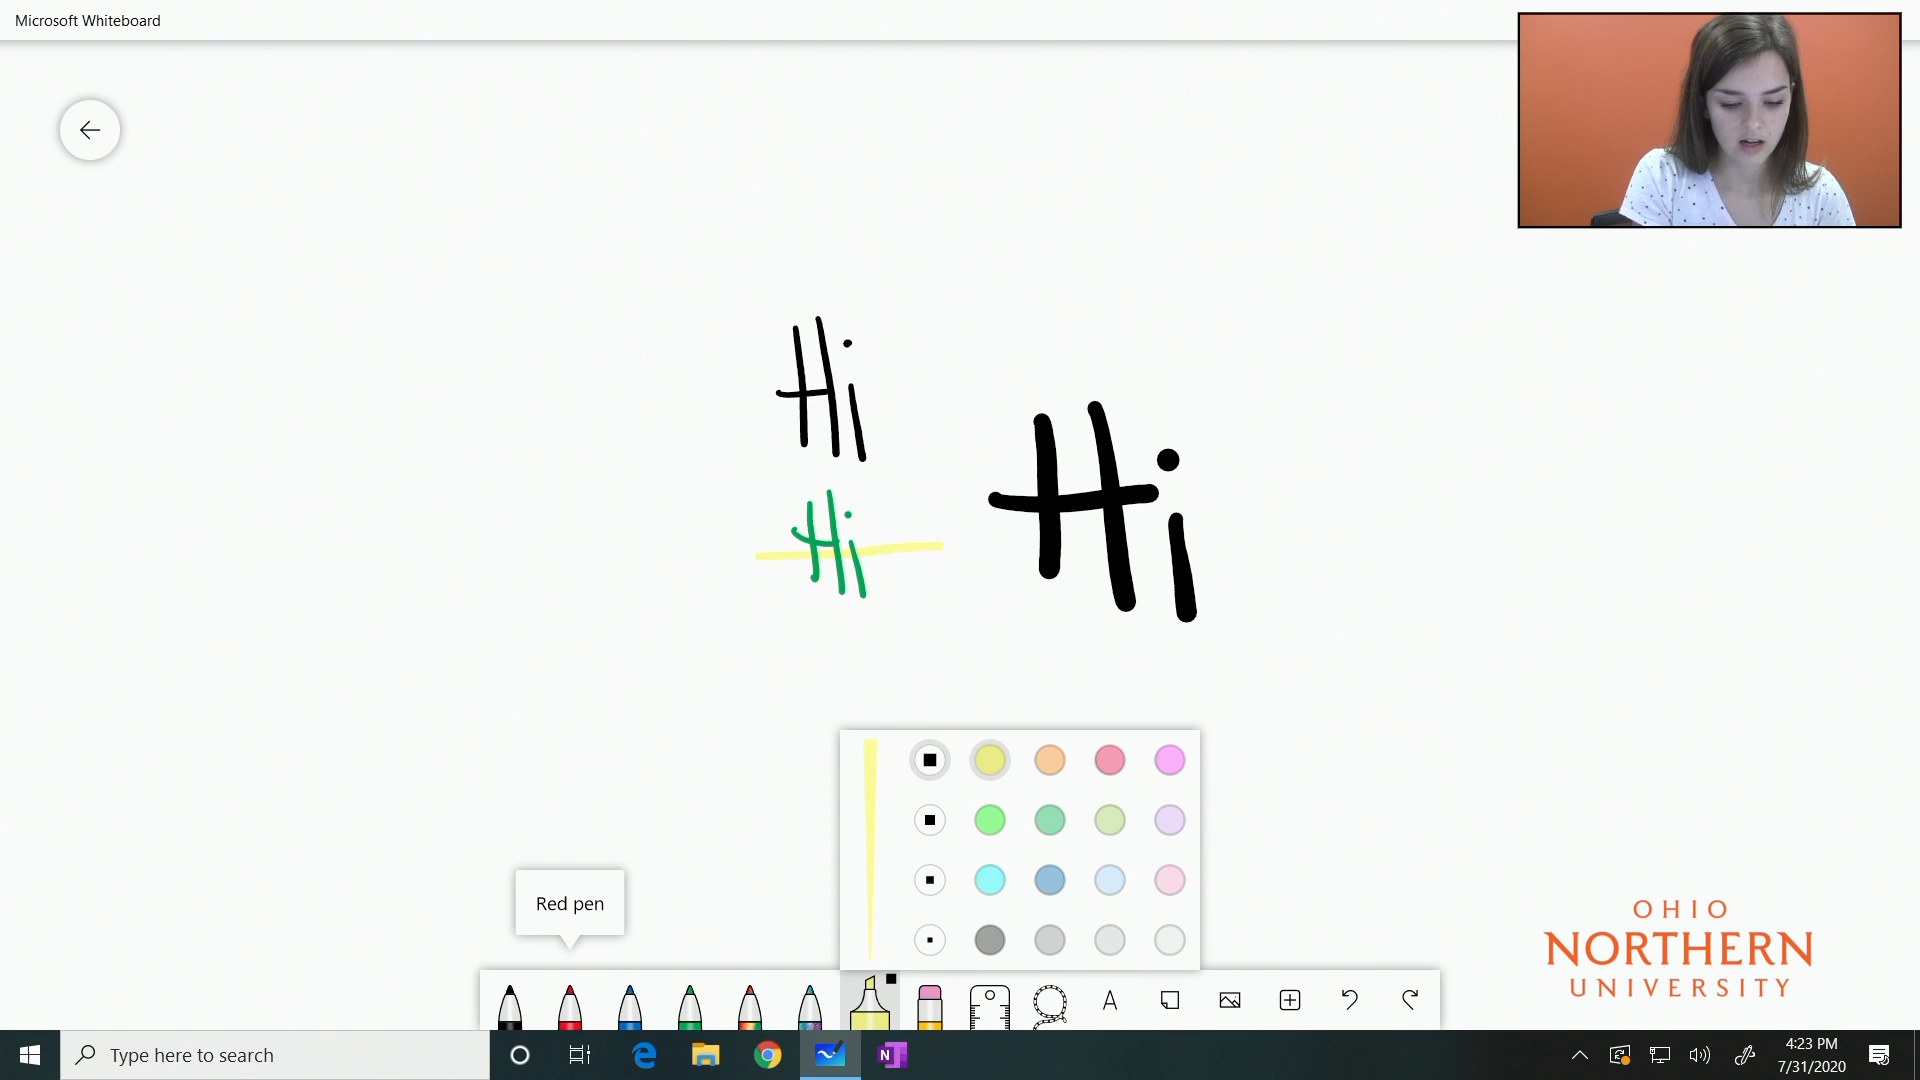 Microsoft Whiteboard
Hi
Hi
Hi
Red pen
OHIO
NORTHERN
UNIVERSITY
A
Type here to search
N
4:23 PM
7/31/2020